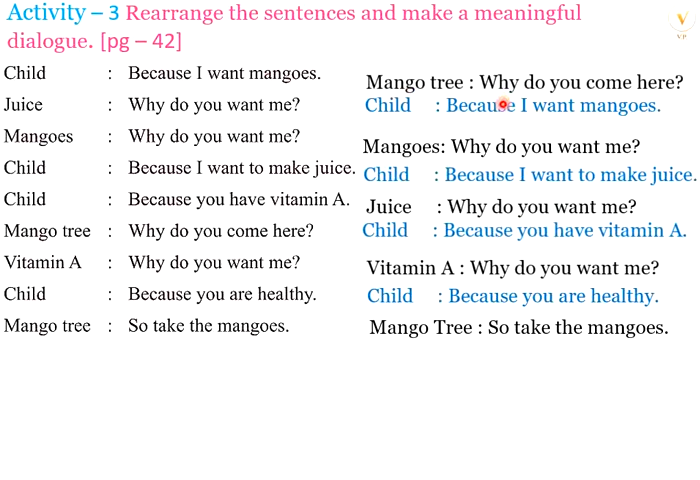 Activity – 3 Rearrange the sentences and make a meaningful
dialogue. [pg – 42]
Child : Because I want mangoes.
Juice : Why do you want me?
Mangoes : Why do you want me?
Child : Because I want to make juice.
Child : Because you have vitamin A.
Mango tree : Why do you come here?
Vitamin A : Why do you want me?
Child : Because you are healthy.
Mango tree : So take the mangoes.
Mango tree : Why do you come here?
Child : Because I want mangoes.
Mangoes: Why do you want me?
Child : Because I want to make juice.
Juice : Why do you want me?
Child : Because you have vitamin A.
Vitamin A : Why do you want me?
Child : Because you are healthy.
Mango Tree : So take the mangoes.
V P